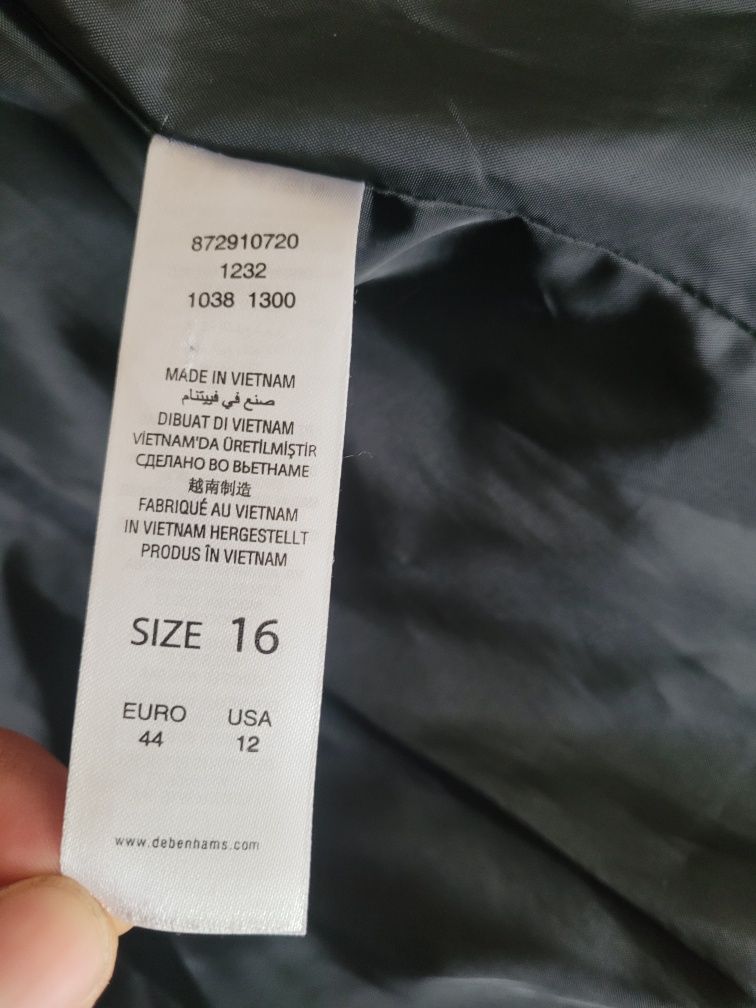 872910720
1232
1038 1300
MADE IN VIETNAM
صنع في فييتنام
DIBUAT DI VIETNAM
VİETNAM'DA ÜRETİLMİŞTİR
СДЕЛАНО ВО ВЬЕТНАМЕ
越南制造
FABRIQUÉ AU VIETNAM
IN VIETNAM HERGESTELLT
PRODUS ÎN VIETNAM
SIZE 16
EURO USA
44 12
www.debenhams.com